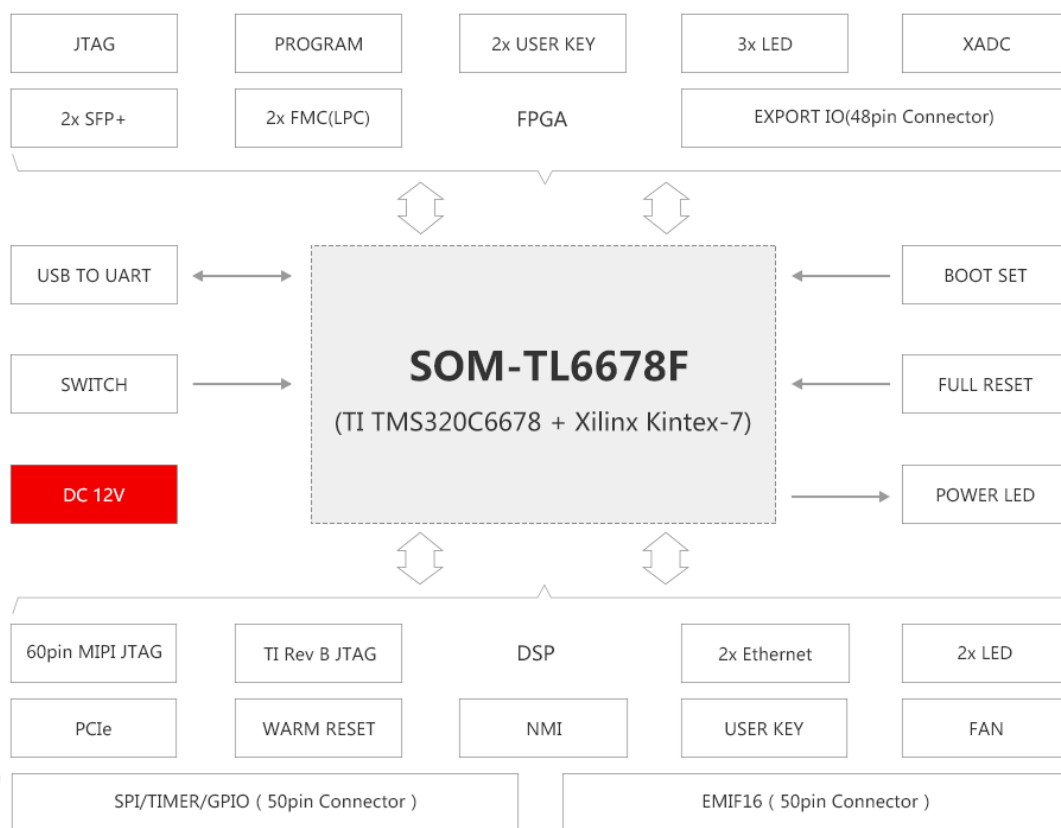 JTAG
PROGRAM
2x USER KEY
3x LED
XADC
2x SFP+
2x FMC(LPC)
FPGA
EXPORT IO(48pin Connector)
USB TO UART
BOOT SET
SOM-TL6678F
SWITCH
FULL RESET
(TI TMS320C6678 + Xilinx Kintex-7)
DC 12V
POWER LED
60pin MIPI JTAG
TI Rev B JTAG
DSP
2x Ethernet
2x LED
PCIe
WARM RESET
NMI
USER KEY
FAN
SPI/TIMER/GPIO ( 50pin Connector )
EMIF16 ( 50pin Connector )